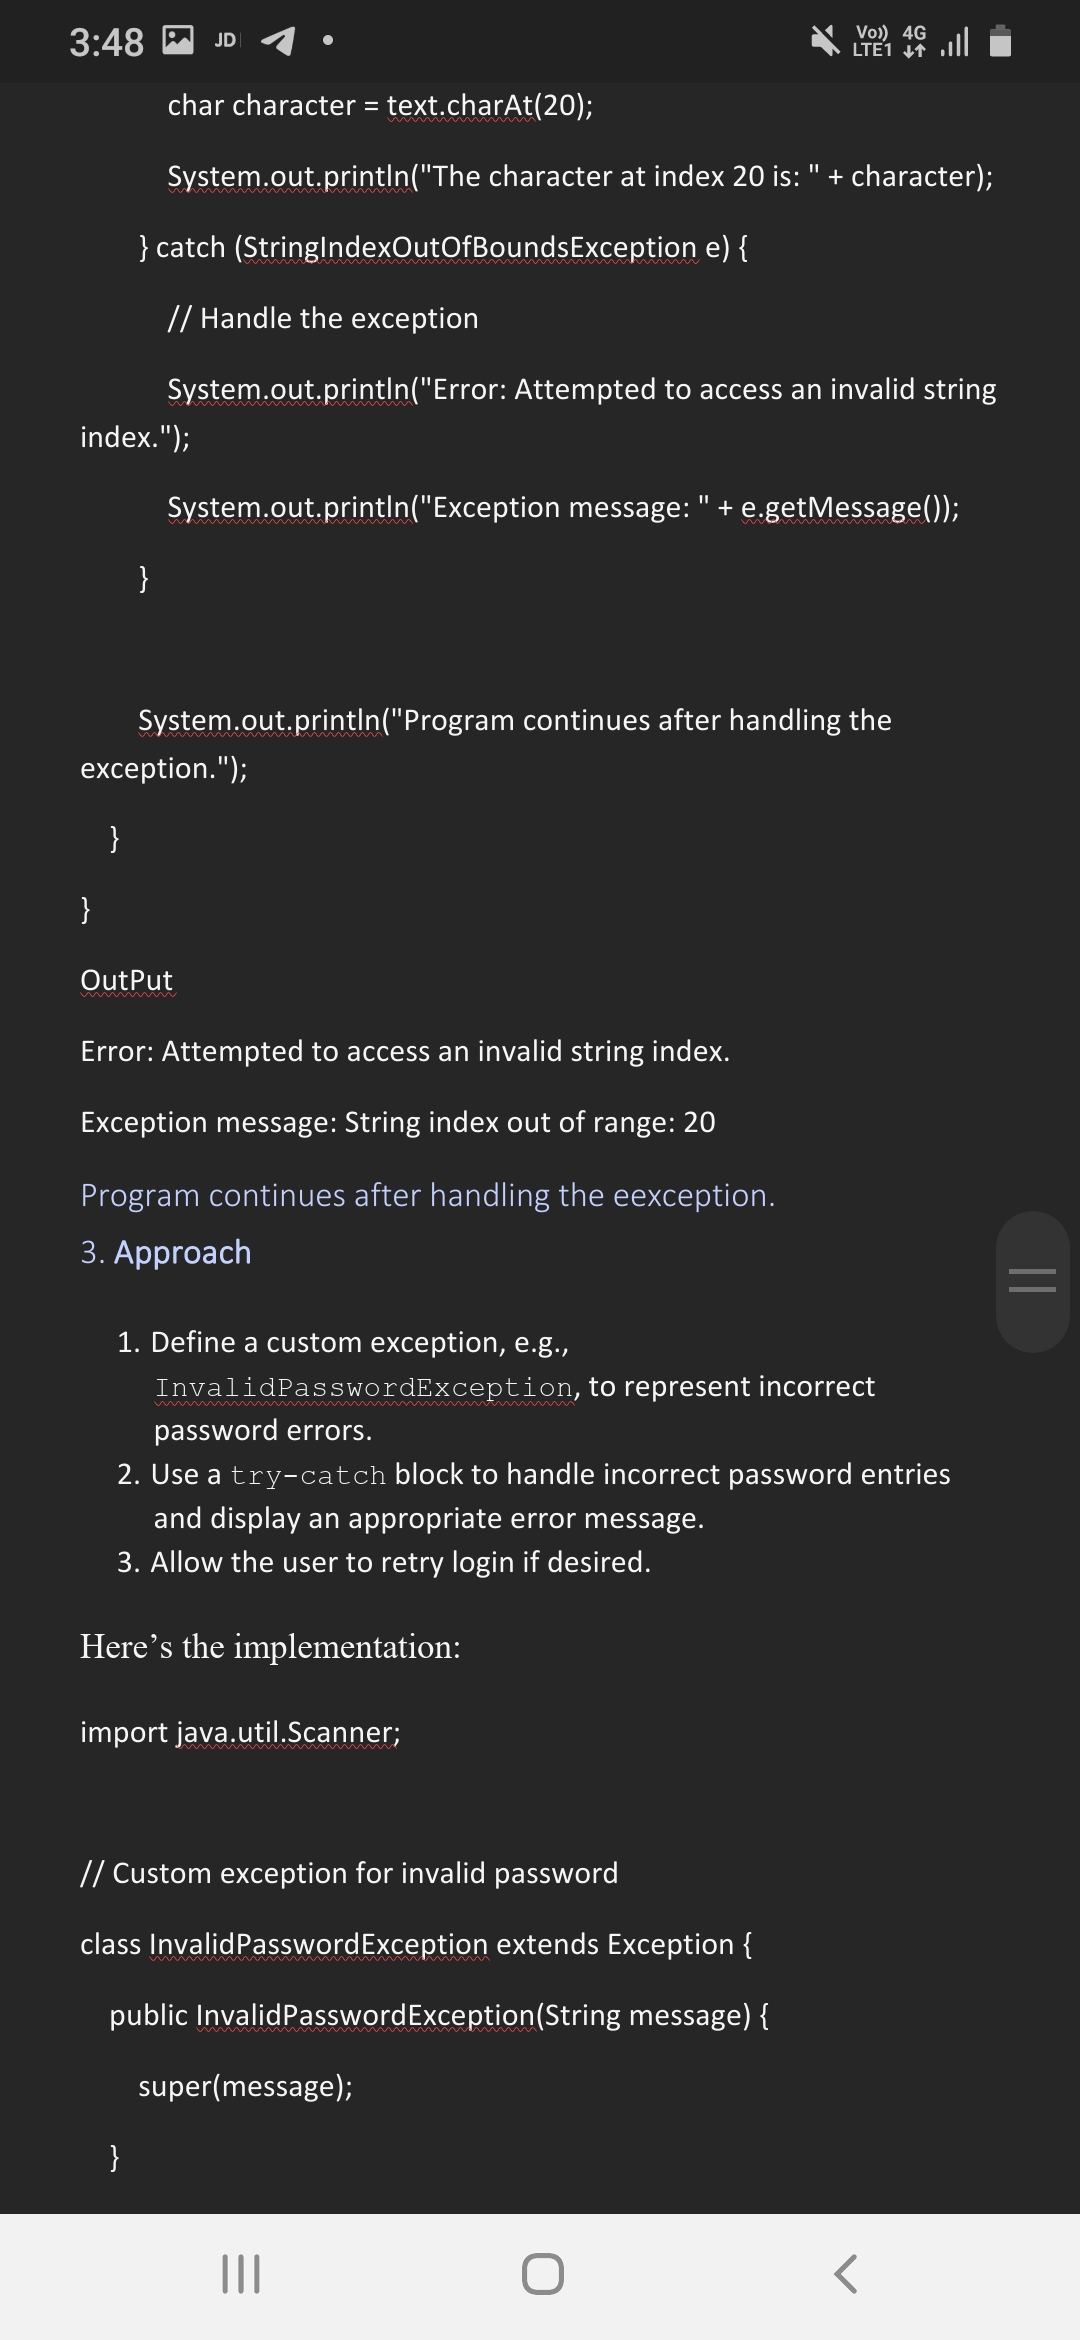 3:48 JD Vo)) 4G
LTE1
char character = text.charAt(20);
System.out.println("The character at index 20 is: " + character);
} catch (StringIndexOutOfBoundsException e) {
// Handle the exception
System.out.println("Error: Attempted to access an invalid string
index.");
System.out.println("Exception message: " + e.getMessage());
}
System.out.println("Program continues after handling the
exception.");
}
}
OutPut
Error: Attempted to access an invalid string index.
Exception message: String index out of range: 20
Program continues after handling the eexception.
3. Approach
1. Define a custom exception, e.g.,
InvalidPasswordException, to represent incorrect
password errors.
2. Use a try-catch block to handle incorrect password entries
and display an appropriate error message.
3. Allow the user to retry login if desired.
Here’s the implementation:
import java.util.Scanner;
// Custom exception for invalid password
class InvalidPasswordException extends Exception {
public InvalidPasswordException(String message) {
super(message);
}